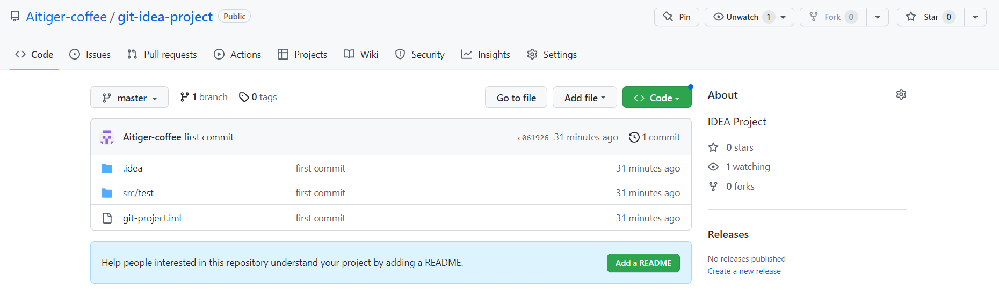 Aitiger-coffee / git-idea-project Public Pin Unwatch 1 Fork 0 Star 0
Code Issues Pull requests Actions Projects Wiki Security Insights Settings
master 1 branch 0 tags Go to file Add file Code
Aitiger-coffee first commit c061926 31 minutes ago 1 commit
.idea first commit 31 minutes ago
src/test first commit 31 minutes ago
git-project.iml first commit 31 minutes ago
Help people interested in this repository understand your project by adding a README. Add a README
About
IDEA Project
0 stars
1 watching
0 forks
Releases
No releases published
Create a new release